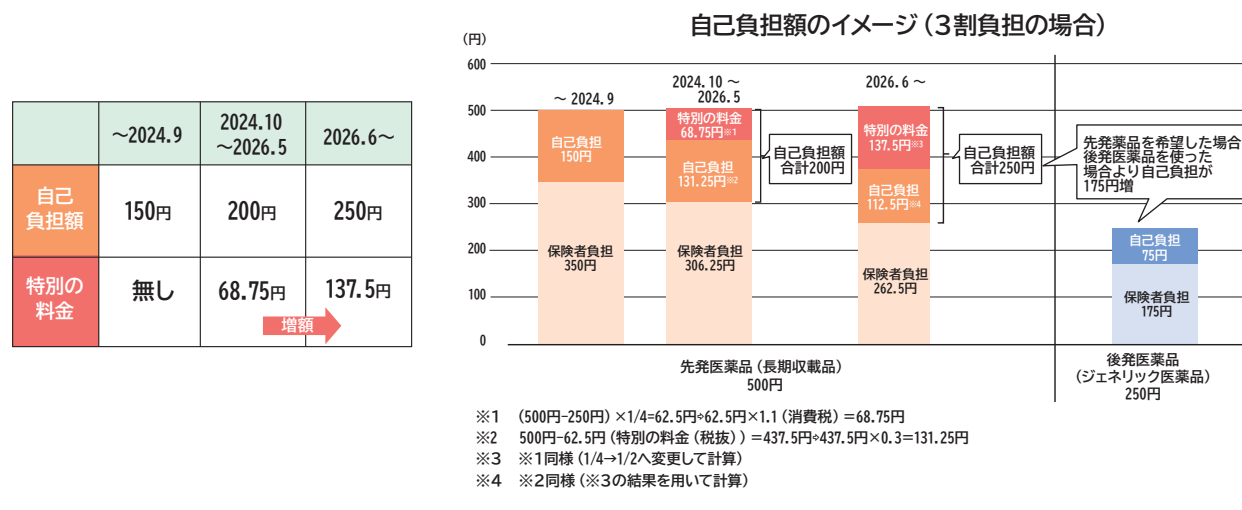 ~2024.9
2024.10
~2026.5
2026.6~
自己
負担額
150円
200円
250円
特別の
料金
無し
68.75円
137.5円
増額
自己負担額のイメージ(3割負担の場合)
(円)
600
500
400
300
200
100
0
~ 2024.9
自己負担
150円
保険者負担
350円
2024. 10 ~
2026.5
特別の料金
68.75円※1
自己負担
131.25円※2
保険者負担
306.25円
自己負担額
合計200円
2026.6 ~
特別の料金
137.5円※3
自己負担
112.5円※4
保険者負担
262.5円
自己負担額
合計250円
先発薬品を希望した場合
後発医薬品を使った
場合より自己負担が
175円増
自己負担
75円
保険者負担
175円
先発医薬品(長期収載品)
500円
後発医薬品
(ジェネリック医薬品)
250円
※1 (500円-250円)×1/4=62.5円÷62.5円×1.1(消費税)=68.75円
※2 500円-62.5円(特別の料金(税抜))=437.5円÷437.5円×0.3=131.25円
※3 ※1同様(1/4→1/2へ変更して計算)
※4 ※2同様(※3の結果を用いて計算)